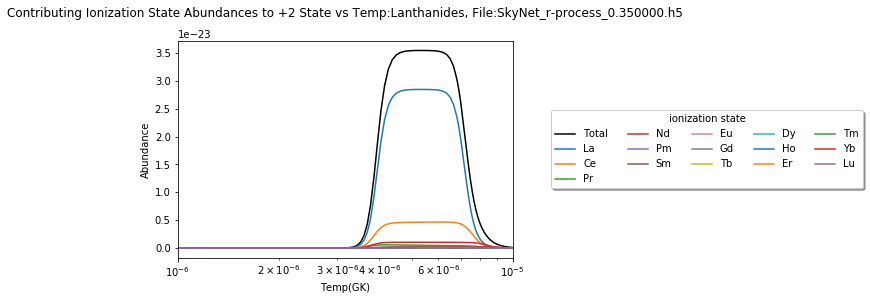 Contributing Ionization State Abundances to +2 State vs Temp:Lanthanides, File:SkyNet_r-process_0.350000.h5
1e−23
3.5
3.0
2.5
2.0
1.5
1.0
0.5
0.0
Abundance
10⁻⁶ 2 × 10⁻⁶ 3 × 10⁻⁶ 4 × 10⁻⁶ 6 × 10⁻⁶ 10⁻⁵
Temp(GK)
ionization state
Total Nd Eu Dy Tm
La Pm Gd Ho Yb
Ce Sm Tb Er Lu
Pr